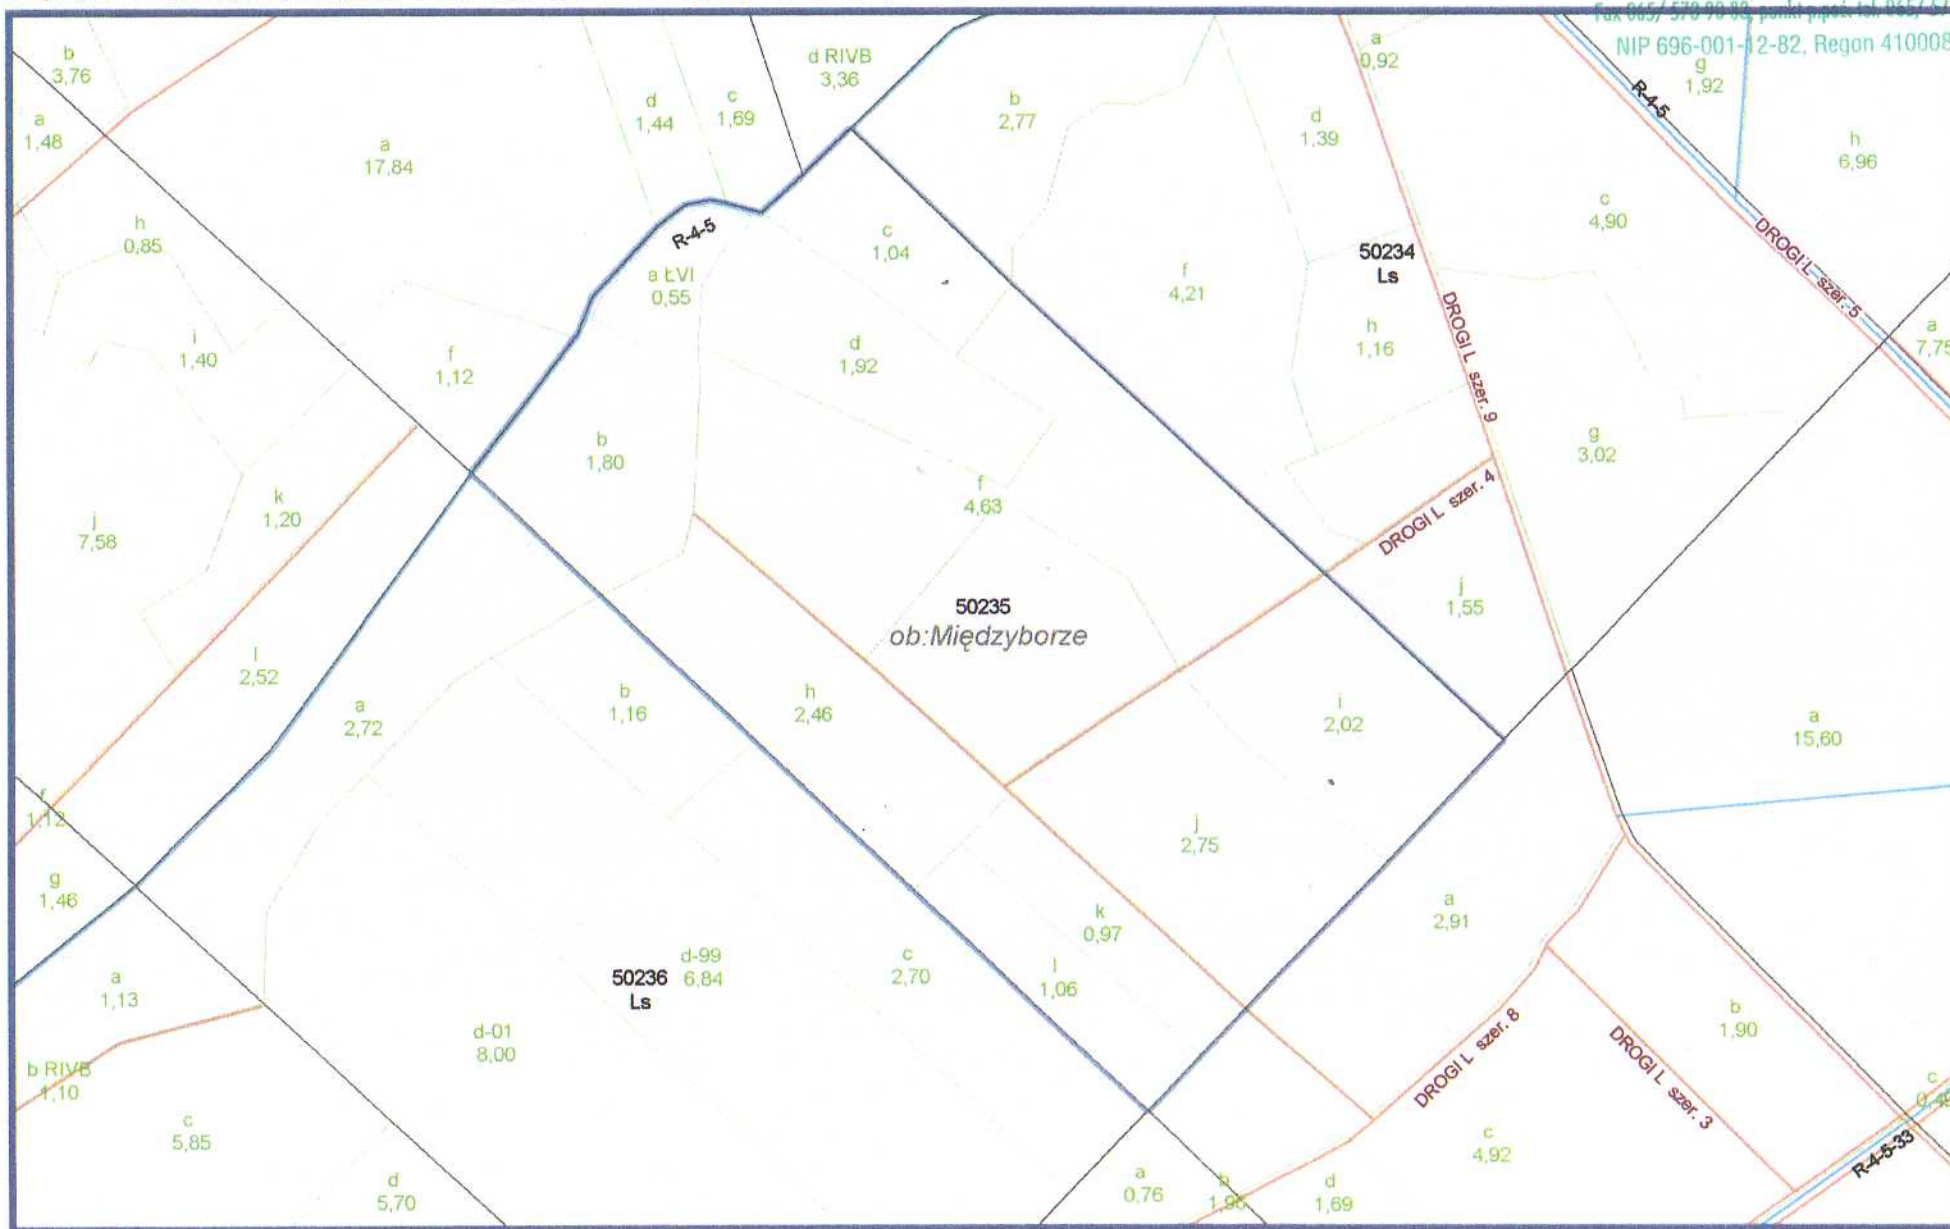 NIP 696-001-12-82, Regon 410008
b
3,76
a
1,48
a
17,84
d
1,44
c
1,69
d RIVB
3,36
b
2,77
a
0,92
d
1,39
R-4-5
g
1,92
h
6,96
h
0,85
R-4-5
a ŁVI
0,55
c
1,04
f
4,21
50234
Ls
c
4,90
DROGI L szer. 5
i
1,40
f
1,12
d
1,92
h
1,16
DROGI L szer. 9
a
7,75
b
1,80
g
3,02
k
1,20
j
7,58
f
4,63
DROGI L szer. 4
50235
ob:Międzyborze
j
1,55
l
2,52
a
2,72
b
1,16
h
2,46
i
2,02
a
15,60
f
1,12
j
2,75
g
1,46
k
0,97
a
2,91
a
1,13
50236
Ls
d-99
6,84
c
2,70
l
1,06
b
1,90
d-01
8,00
DROGI L szer. 8
DROGI L szer. 3
b RIVB
1,10
c
5,85
c
4,92
c
R-4-5-33
d
5,70
a
0,76
d
1,69